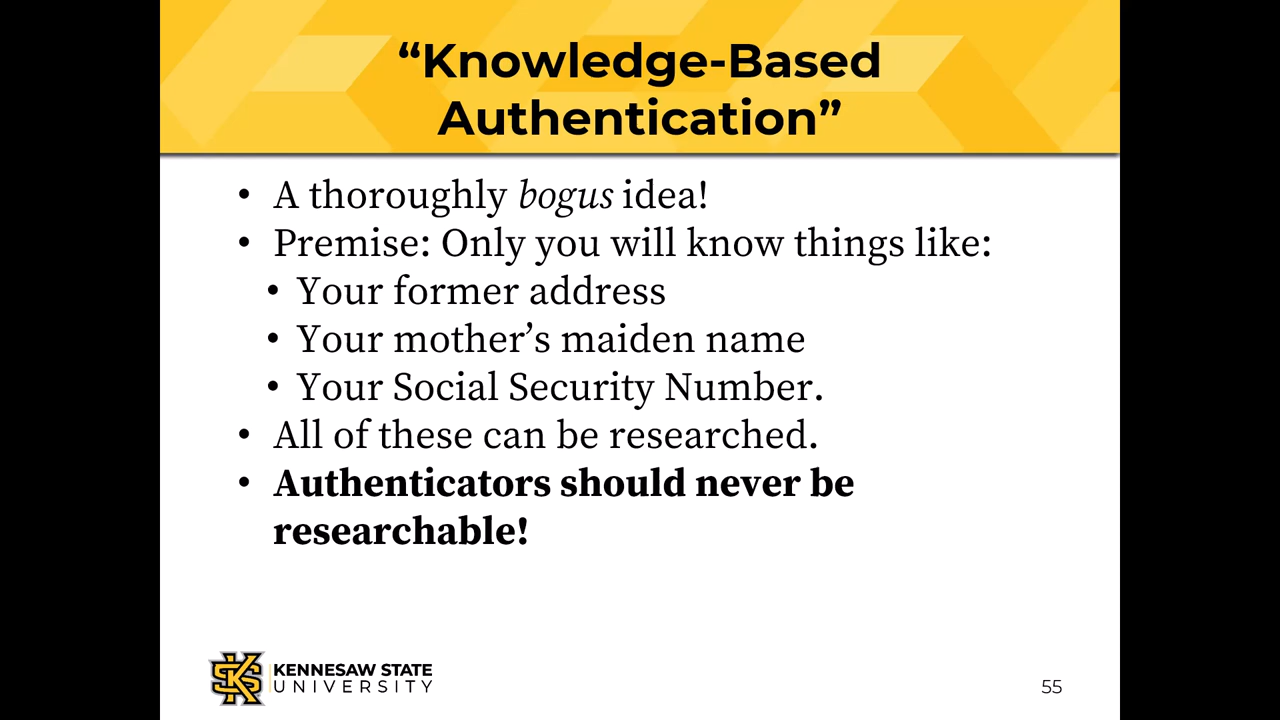 “Knowledge-Based
Authentication”
• A thoroughly bogus idea!
• Premise: Only you will know things like:
• Your former address
• Your mother’s maiden name
• Your Social Security Number.
• All of these can be researched.
• Authenticators should never be
researchable!
KS
KENNESAW STATE
UNIVERSITY
55